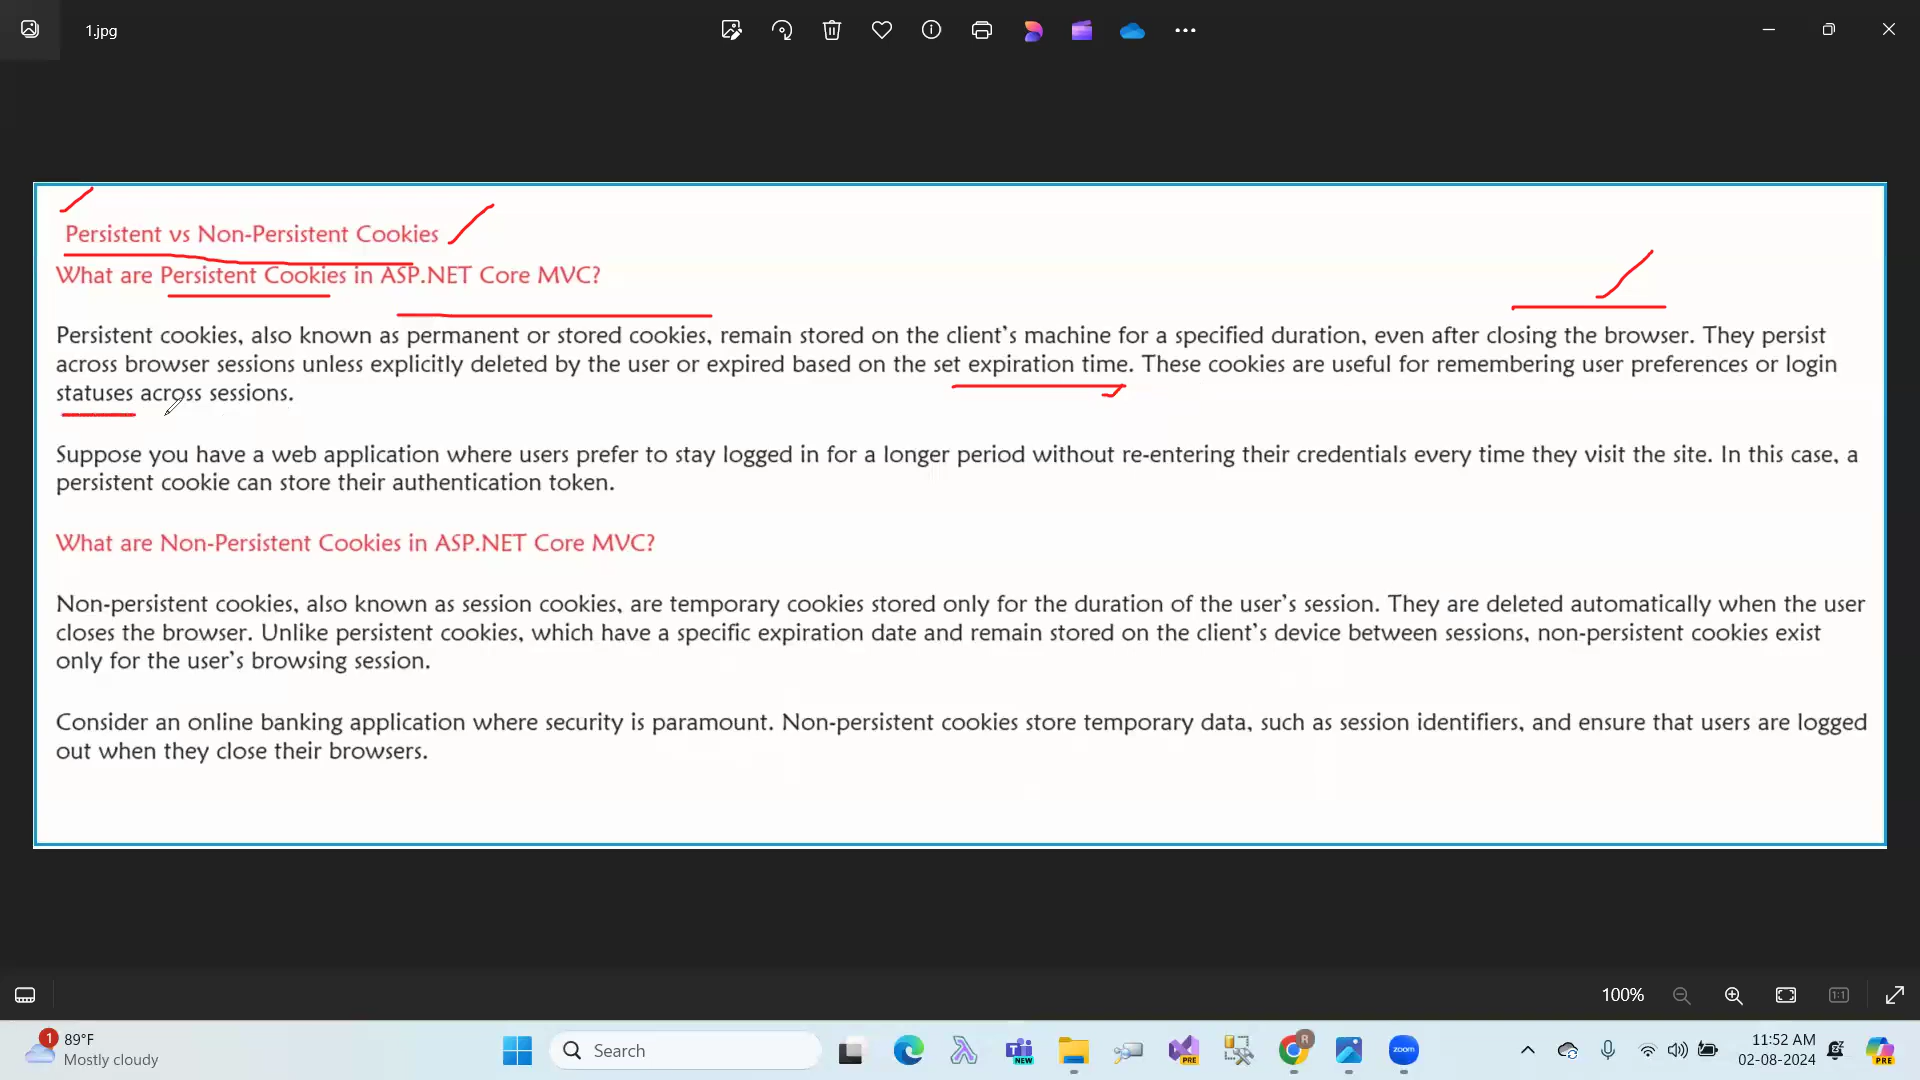 1.jpg
Persistent vs Non-Persistent Cookies
What are Persistent Cookies in ASP.NET Core MVC?
Persistent cookies, also known as permanent or stored cookies, remain stored on the client's machine for a specified duration, even after closing the browser. They persist
across browser sessions unless explicitly deleted by the user or expired based on the set expiration time. These cookies are useful for remembering user preferences or login
statuses across sessions.
Suppose you have a web application where users prefer to stay logged in for a longer period without re-entering their credentials every time they visit the site. In this case, a
persistent cookie can store their authentication token.
What are Non-Persistent Cookies in ASP.NET Core MVC?
Non-persistent cookies, also known as session cookies, are temporary cookies stored only for the duration of the user's session. They are deleted automatically when the user
closes the browser. Unlike persistent cookies, which have a specific expiration date and remain stored on the client's device between sessions, non-persistent cookies exist
only for the user's browsing session.
Consider an online banking application where security is paramount. Non-persistent cookies store temporary data, such as session identifiers, and ensure that users are logged
out when they close their browsers.
100%
1:1
1
89°F
Mostly cloudy
Search
NEW
PRE
R
zoom
11:52 AM
02-08-2024
PRE